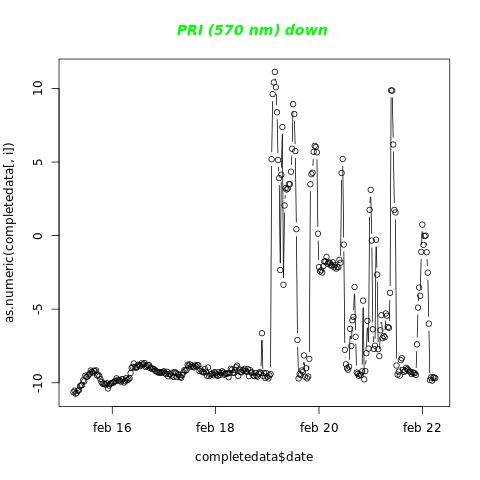 PRI (570 nm) down
as.numeric(completedata[, i])
10
5
0
-5
-10
feb 16
feb 18
feb 20
feb 22
completedata$date